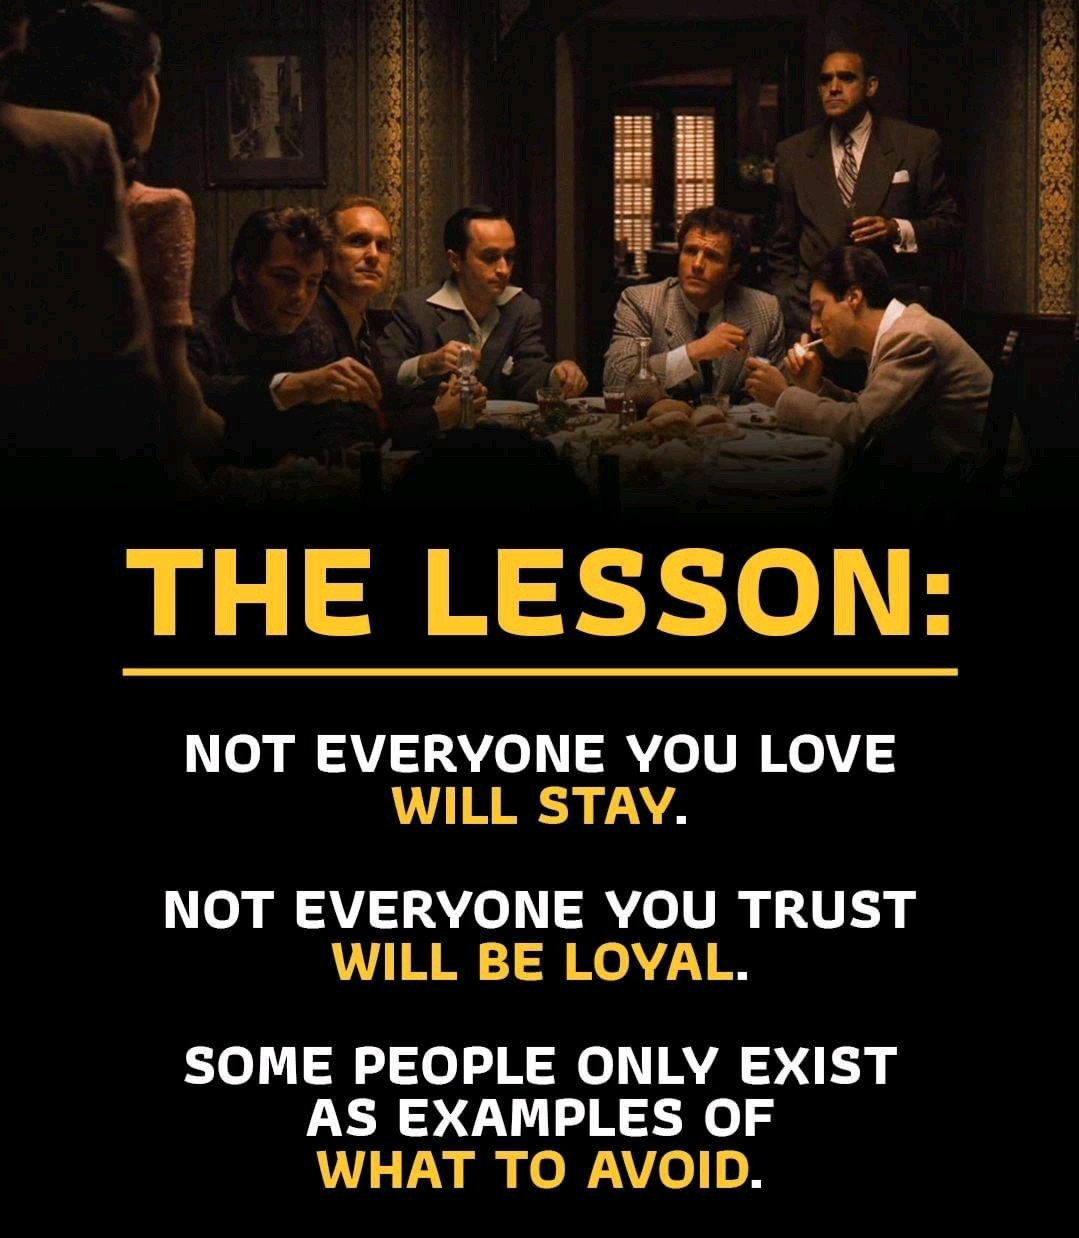 THE LESSON:
NOT EVERYONE YOU LOVE
WILL STAY.
NOT EVERYONE YOU TRUST
WILL BE LOYAL.
SOME PEOPLE ONLY EXIST
AS EXAMPLES OF
WHAT TO AVOID.